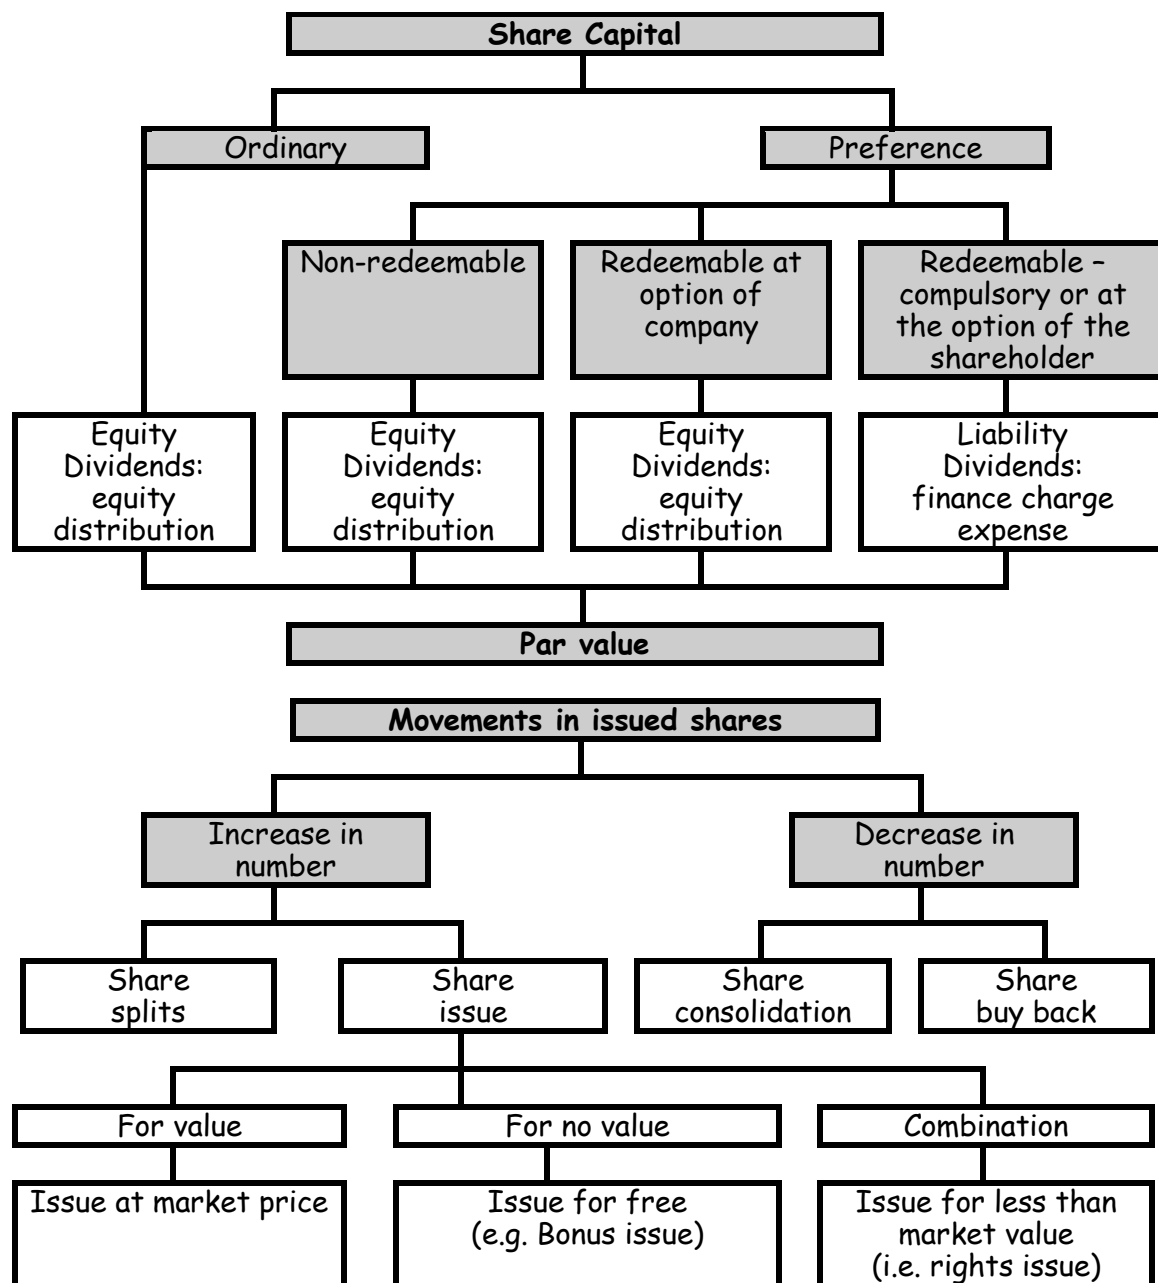 Share Capital
Ordinary
Preference
Non-redeemable
Redeemable at
option of
company
Redeemable –
compulsory or at
the option of the
shareholder
Equity
Dividends:
equity
distribution
Equity
Dividends:
equity
distribution
Equity
Dividends:
equity
distribution
Liability
Dividends:
finance charge
expense
Par value
Movements in issued shares
Increase in
number
Decrease in
number
Share
splits
Share
issue
Share
consolidation
Share
buy back
For value
For no value
Combination
Issue at market price
Issue for free
(e.g. Bonus issue)
Issue for less than
market value
(i.e. rights issue)